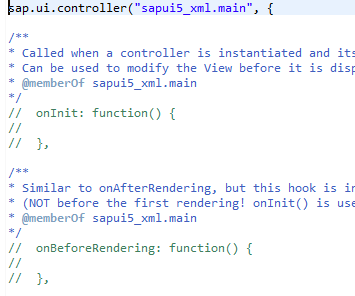 sap.ui.controller("sapui5_xml.main", {
/**
* Called when a controller is instantiated and its
* Can be used to modify the View before it is disp
* @memberOf sapui5_xml.main
*/
// onInit: function() {
//
// },
/**
* Similar to onAfterRendering, but this hook is in
* (NOT before the first rendering! onInit() is use
* @memberOf sapui5_xml.main
*/
// onBeforeRendering: function() {
//
// },